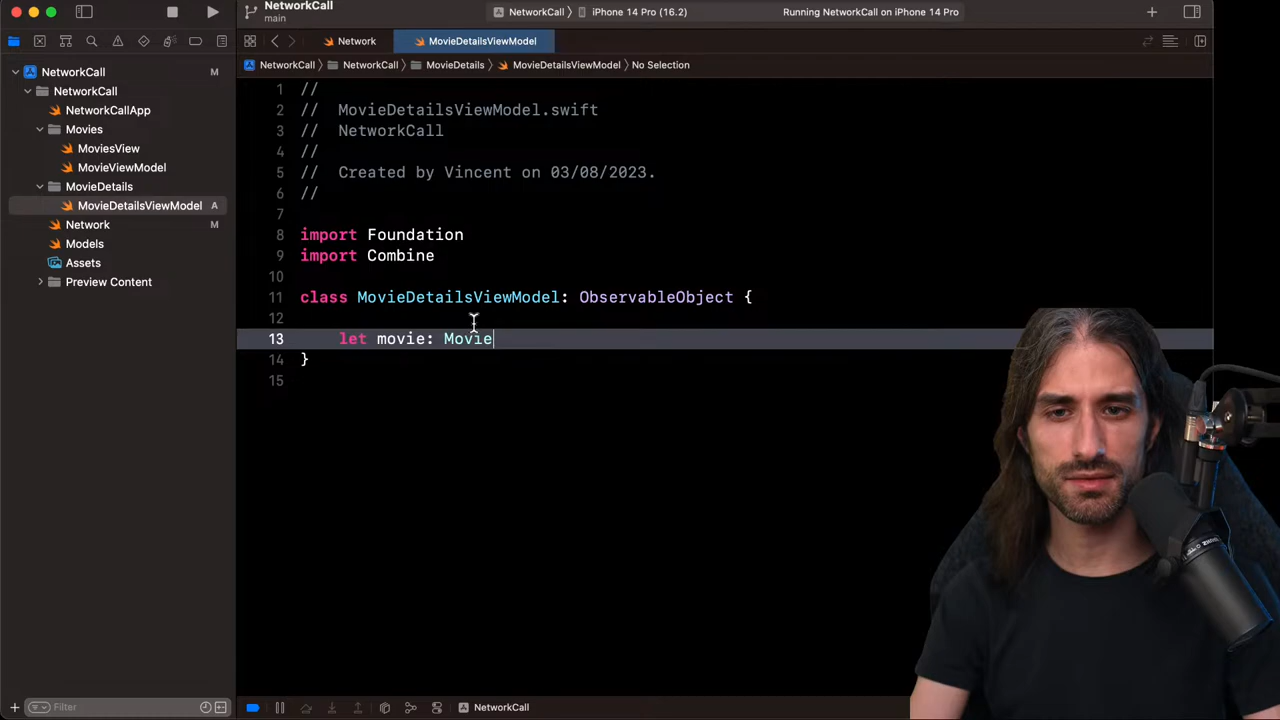 NetworkCall
main
NetworkCall
iPhone 14 Pro (16.2)
Running NetworkCall on iPhone 14 Pro
Network
MovieDetailsViewModel
NetworkCall
NetworkCall
MovieDetails
MovieDetailsViewModel
No Selection
NetworkCall M
NetworkCall
NetworkCallApp
Movies
MoviesView
MovieViewModel
MovieDetails
MovieDetailsViewModel A
Network M
Models
Assets
Preview Content
1 //
2 // MovieDetailsViewModel.swift
3 // NetworkCall
4 //
5 // Created by Vincent on 03/08/2023.
6 //
7
8 import Foundation
9 import Combine
10
11 class MovieDetailsViewModel: ObservableObject {
12
13 let movie: Movie
14 }
15
Filter
NetworkCall